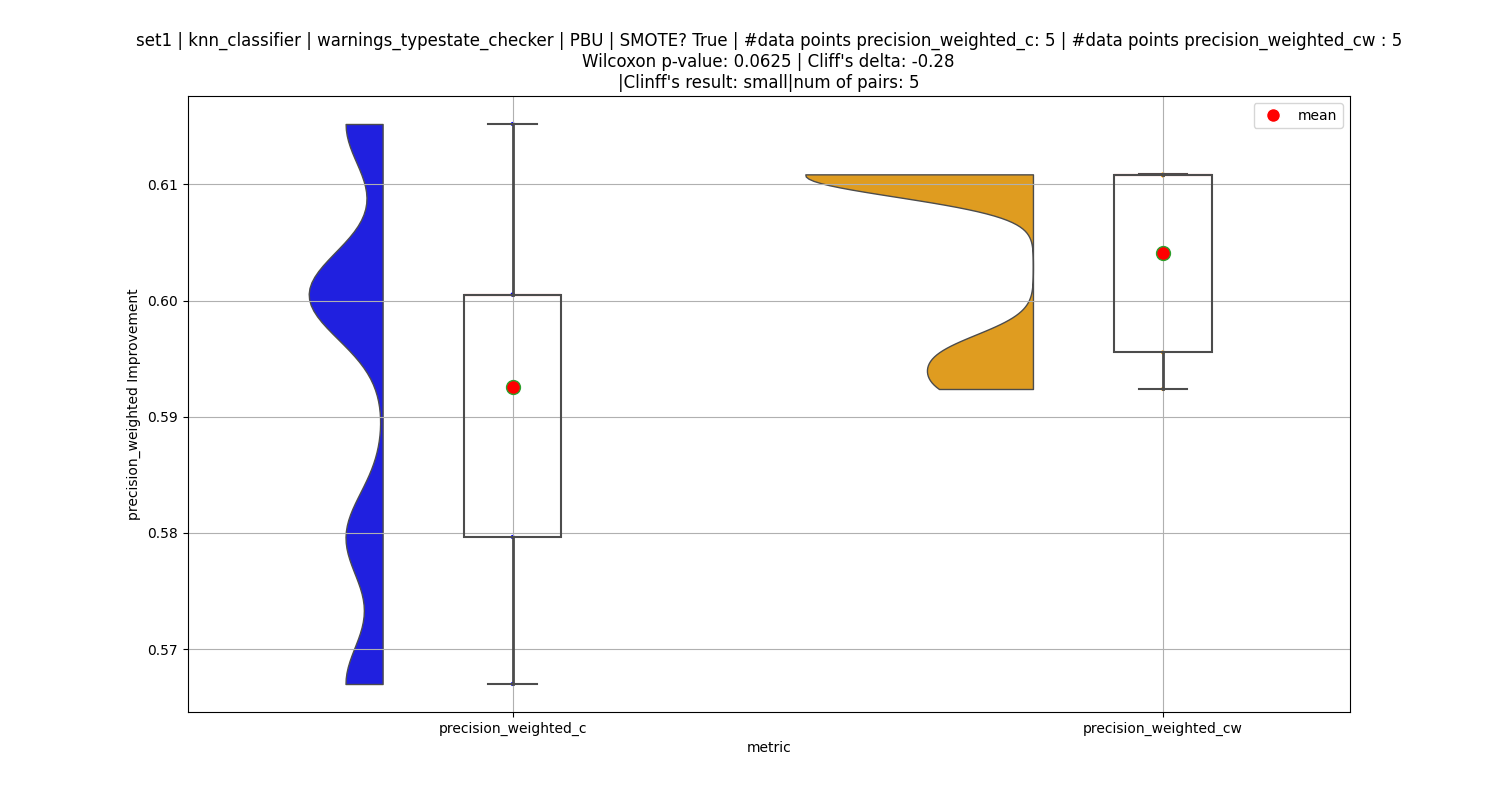 set1 | knn_classifier | warnings_typestate_checker | PBU | SMOTE? True | #data points precision_weighted_c: 5 | #data points precision_weighted_cw : 5
Wilcoxon p-value: 0.0625 | Cliff's delta: -0.28
|Clinff's result: small|num of pairs: 5
mean
0.61
0.60
0.59
0.58
0.57
precision_weighted Improvement
precision_weighted_c
precision_weighted_cw
metric